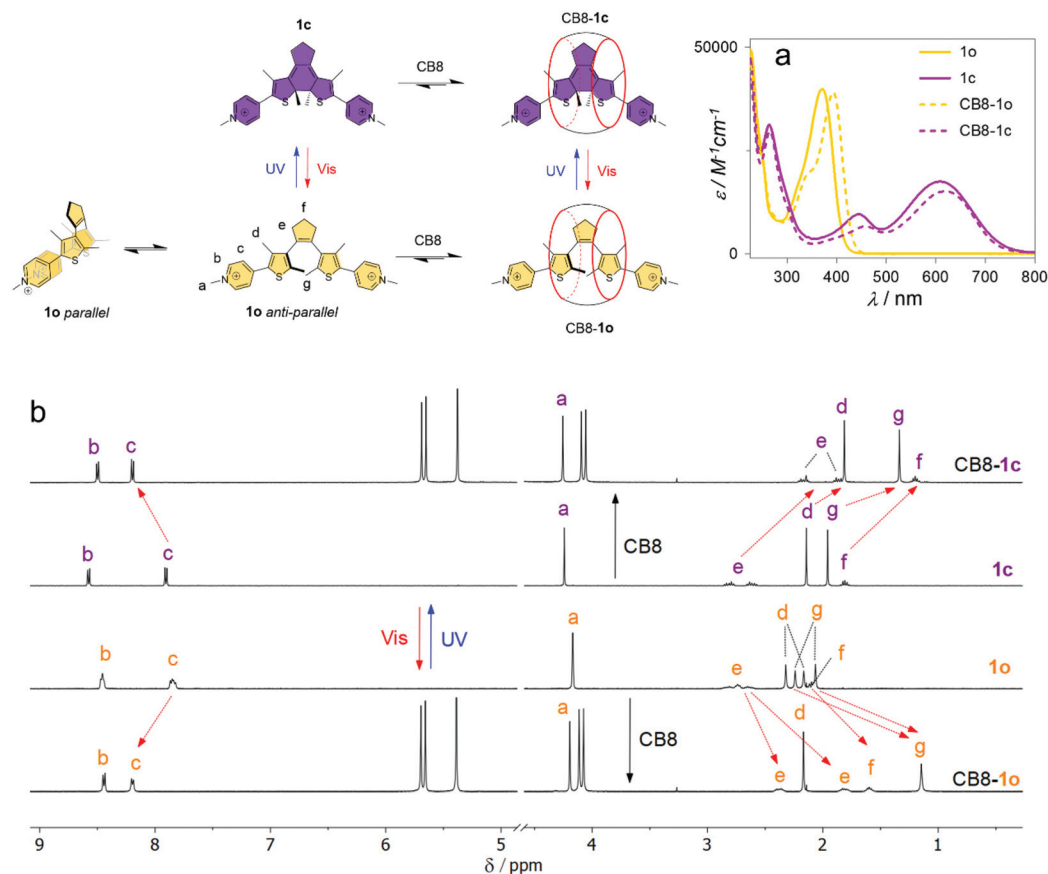 1c
CB8-1c
CB8
S
S
N
+
+
N
S
S
N
+
+
N
UV
Vis
UV
Vis
f
e
d
c
b
a
g
CB8
S
S
N
+
+
N
S
S
N
+
+
N
1o parallel
1o anti-parallel
CB8-1o
a
50000
0
ε / M⁻¹cm⁻¹
1o
1c
CB8-1o
CB8-1c
300 400 500 600 700 800
λ / nm
b
b c a e d g f CB8-1c
CB8
b c a e d g f 1c
Vis UV
b c a e d g f 1o
CB8
b c a e d e f g CB8-1o
9 8 7 6 5 4 3 2 1
δ / ppm